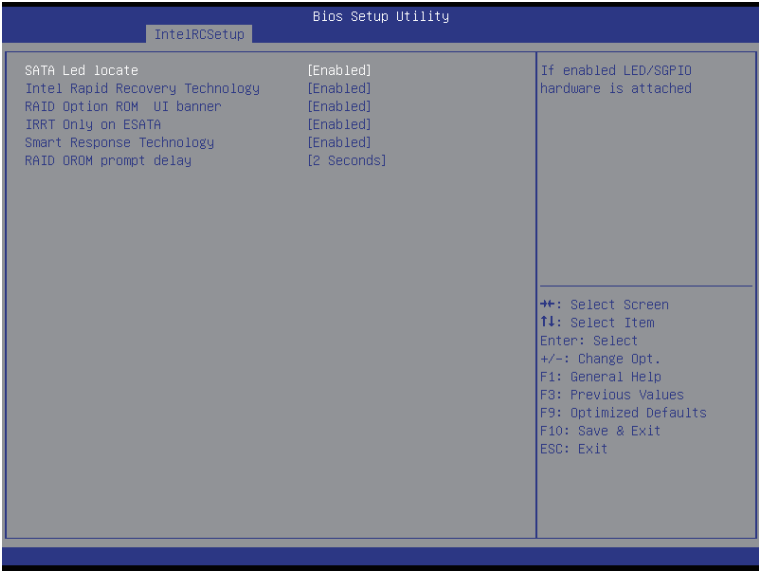 Bios Setup Utility
IntelRCSetup
SATA Led locate [Enabled]
Intel Rapid Recovery Technology [Enabled]
RAID Option ROM  UI banner [Enabled]
IRRT Only on ESATA [Enabled]
Smart Response Technology [Enabled]
RAID OROM prompt delay [2 Seconds]
If enabled LED/SGPIO
hardware is attached
→←: Select Screen
↑↓: Select Item
Enter: Select
+/-: Change Opt.
F1: General Help
F3: Previous Values
F9: Optimized Defaults
F10: Save & Exit
ESC: Exit